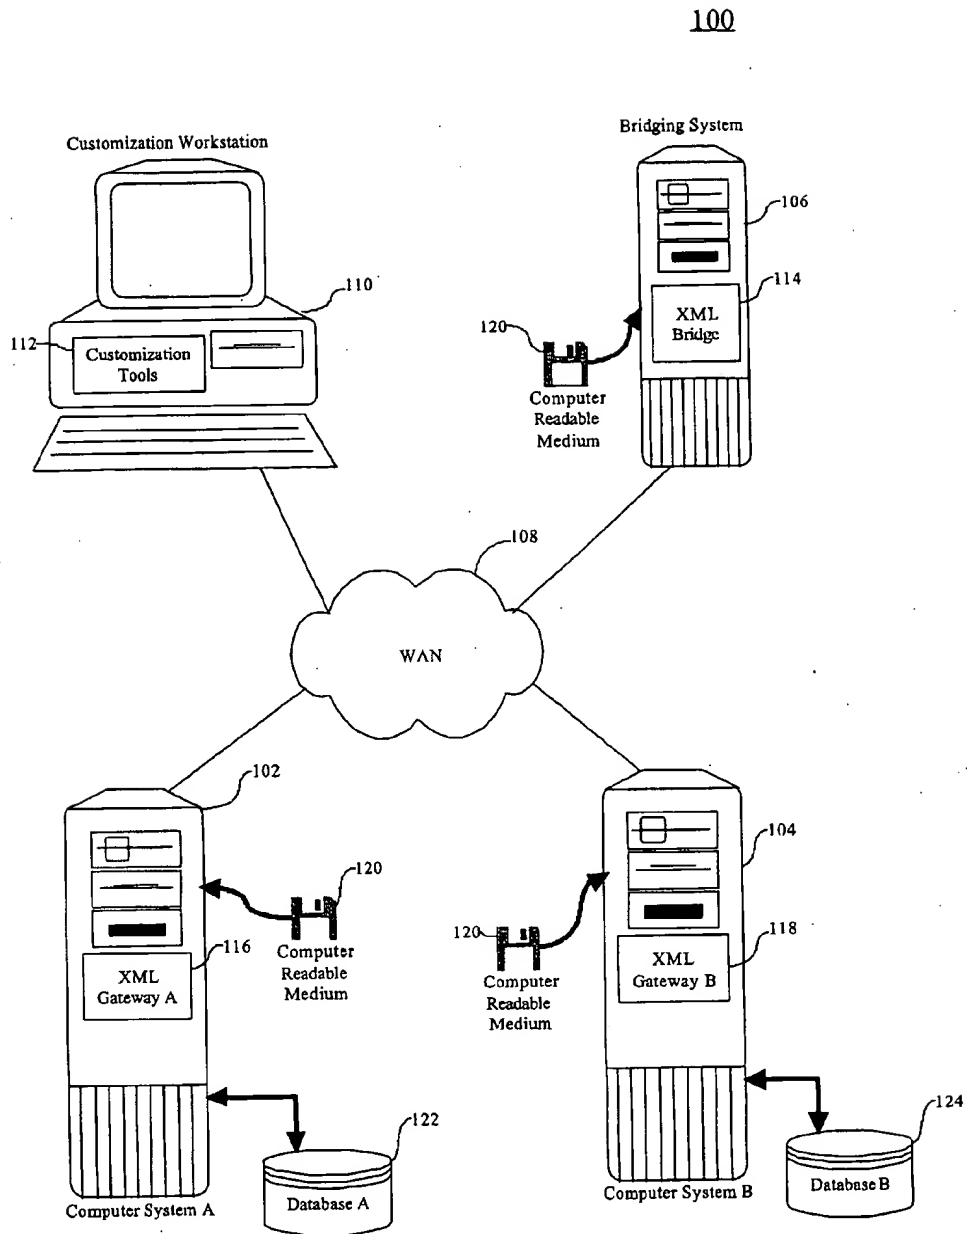 100
Customization Workstation
Bridging System
106
110
114
XML
Bridge
112
Customization
Tools
120
Computer
Readable
Medium
108
WAN
102
104
120
120
116
118
XML
Gateway A
Computer
Readable
Medium
XML
Gateway B
Computer
Readable
Medium
122
124
Database A
Database B
Computer System A
Computer System B